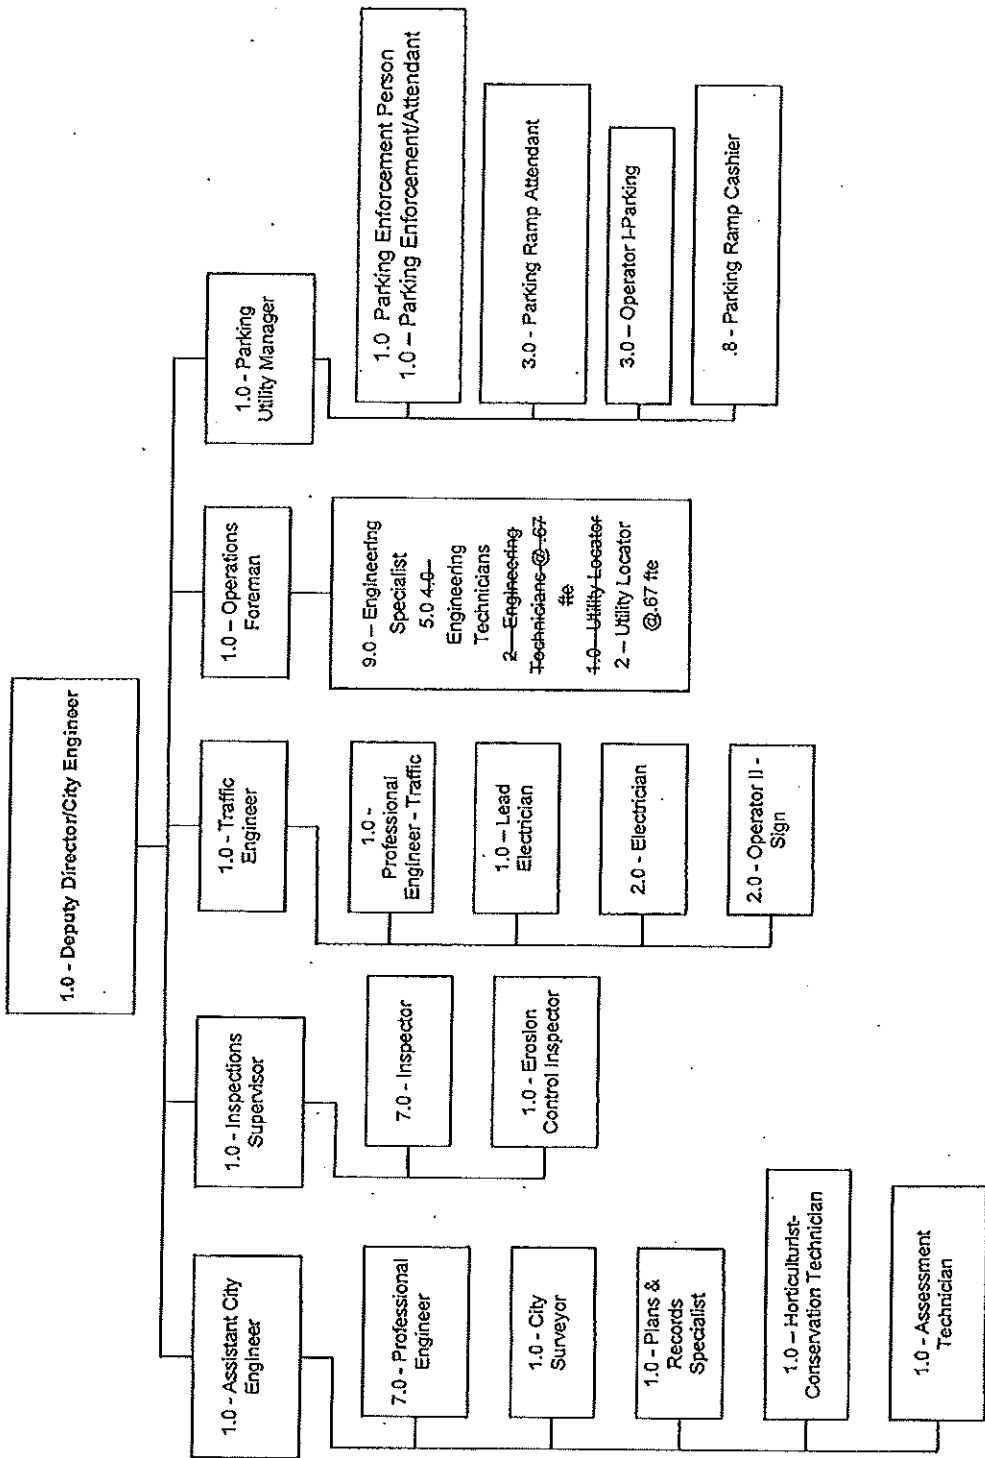 1.0 - Deputy Director/City Engineer
1.0 - Assistant City
Engineer
7.0 - Professional
Engineer
1.0 - City
Surveyor
1.0 - Plans &
Records
Specialist
1.0 – Horticulturist-
Conservation Technician
1.0 - Assessment
Technician
1.0 - Inspections
Supervisor
7.0 - Inspector
1.0 - Erosion
Control Inspector
1.0 - Traffic
Engineer
1.0 -
Professional
Engineer - Traffic
1.0 – Lead
Electrician
2.0 - Electrician
2.0 - Operator II -
Sign
1.0 – Operations
Foreman
9.0 – Engineering
Specialist
5.0 4.0 –
Engineering
Technicians
2 – Engineering
Technicians @ .67
fte
1.0 – Utility Locator
2 – Utility Locator
@.67 fte
1.0 - Parking
Utility Manager
1.0 Parking Enforcement Person
1.0 – Parking Enforcement/Attendant
3.0 - Parking Ramp Attendant
3.0 – Operator I-Parking
.8 - Parking Ramp Cashier